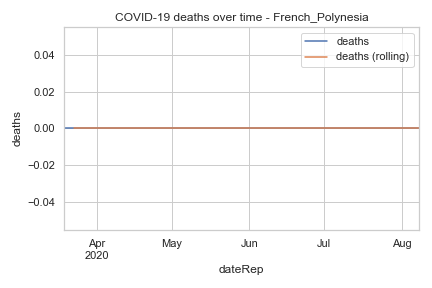 COVID-19 deaths over time - French_Polynesia
deaths
deaths (rolling)
0.04
0.02
0.00
−0.02
−0.04
deaths
Apr
2020
May
Jun
Jul
Aug
dateRep